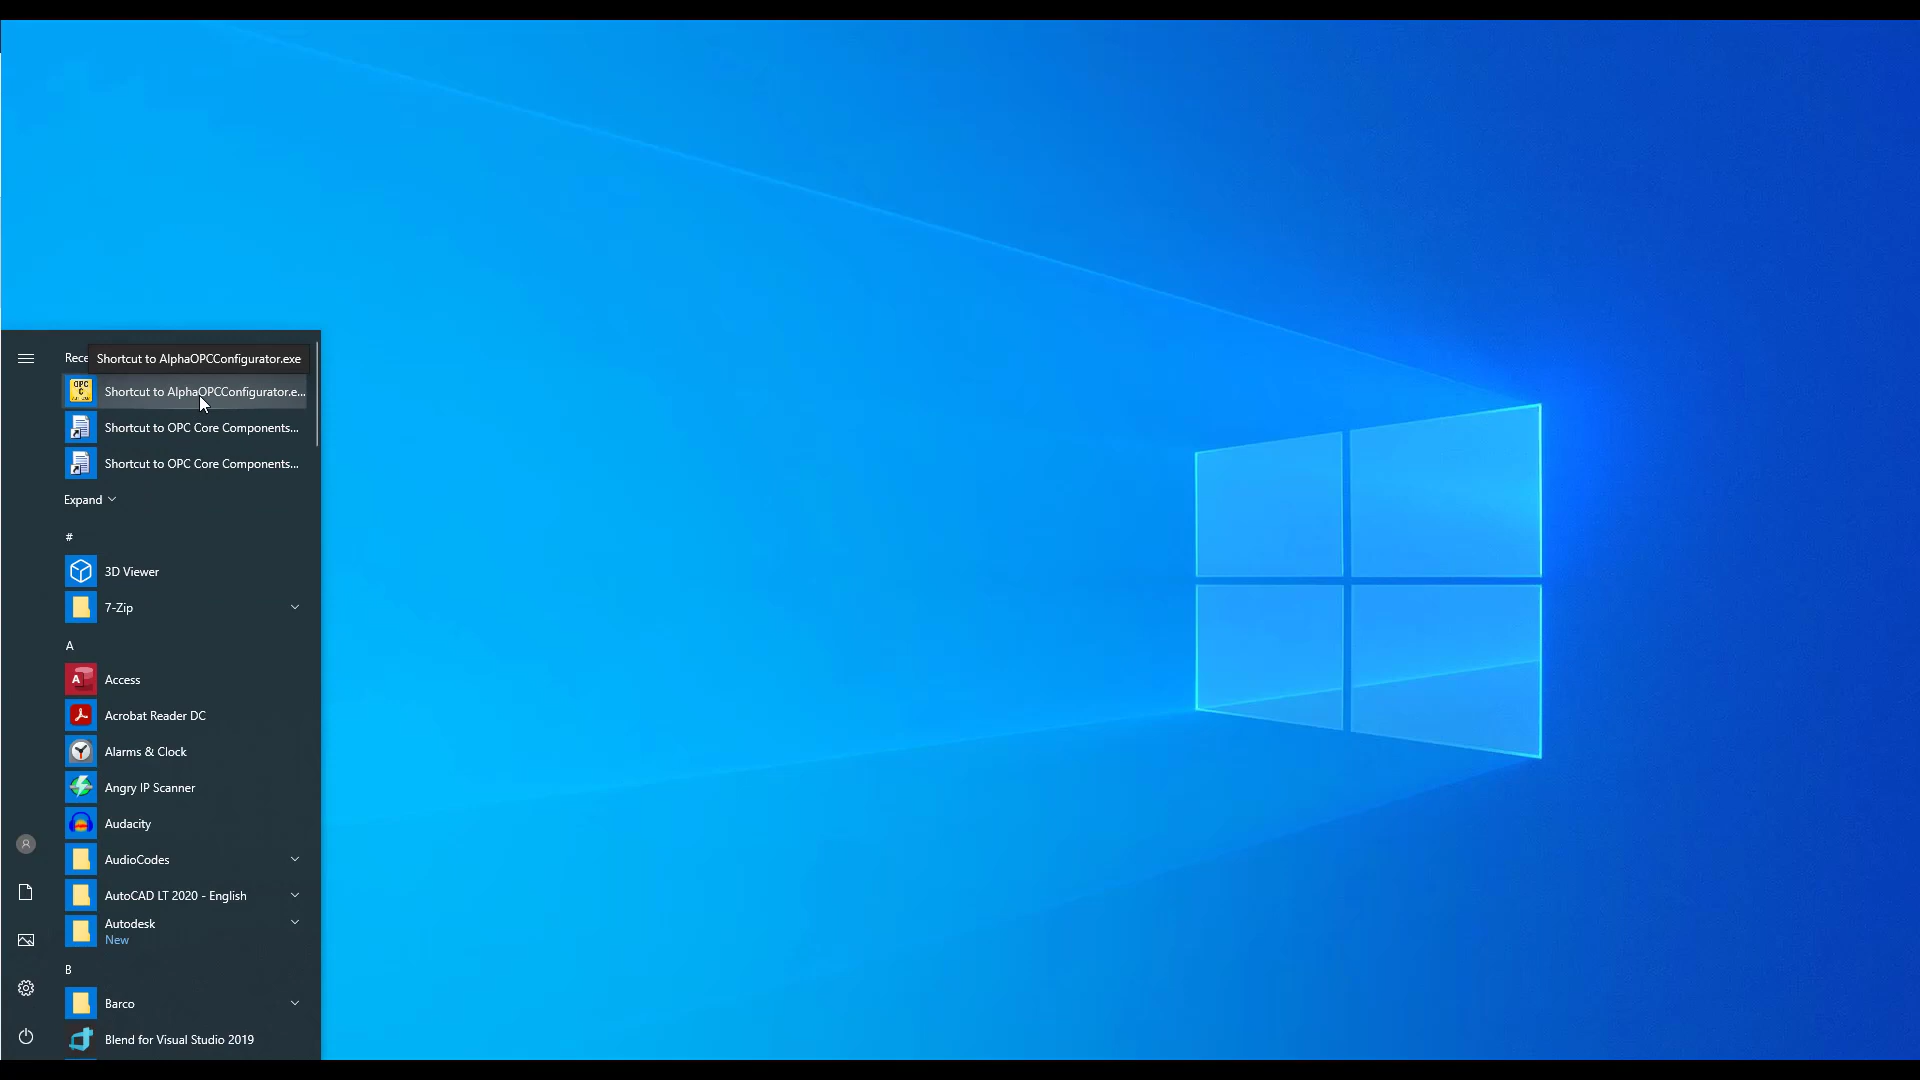 Rece
Shortcut to AlphaOPCConfigurator.exe
OPC
C
Shortcut to AlphaOPCConfigurator.e...
Shortcut to OPC Core Components...
Shortcut to OPC Core Components...
Expand
#
3D Viewer
7-Zip
A
Access
Acrobat Reader DC
Alarms & Clock
Angry IP Scanner
Audacity
AudioCodes
AutoCAD LT 2020 - English
Autodesk
New
B
Barco
Blend for Visual Studio 2019